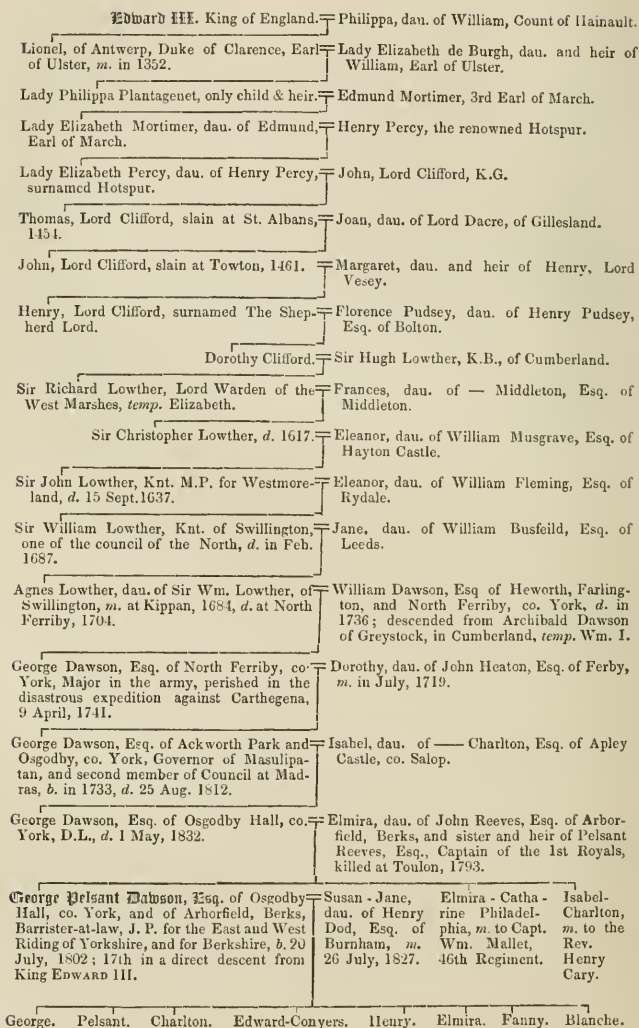 Edward III. King of England. Philippa, dau. of William, Count of Hainault.
Lionel, of Antwerp, Duke of Clarence, Earl
of Ulster, m. in 1352.
Lady Elizabeth de Burgh, dau. and heir of
William, Earl of Ulster.
Lady Philippa Plantagenet, only child & heir. Edmund Mortimer, 3rd Earl of March.
Lady Elizabeth Mortimer, dau. of Edmund,
Earl of March.
Henry Percy, the renowned Hotspur.
Lady Elizabeth Percy, dau. of Henry Percy,
surnamed Hotspur.
John, Lord Clifford, K.G.
Thomas, Lord Clifford, slain at St. Albans,
1454.
Joan, dau. of Lord Dacre, of Gillesland.
John, Lord Clifford, slain at Towton, 1461.
Margaret, dau. and heir of Henry, Lord
Vesey.
Henry, Lord Clifford, surnamed The Shep-
herd Lord.
Florence Pudsey, dau. of Henry Pudsey,
Esq. of Bolton.
Dorothy Clifford. Sir Hugh Lowther, K.B., of Cumberland.
Sir Richard Lowther, Lord Warden of the
West Marshes, temp. Elizabeth.
Frances, dau. of — Middleton, Esq. of
Middleton.
Sir Christopher Lowther, d. 1617.
Eleanor, dau. of William Musgrave, Esq. of
Hayton Castle.
Sir John Lowther, Knt. M.P. for Westmore-
land, d. 15 Sept.1637.
Eleanor, dau. of William Fleming, Esq. of
Rydale.
Sir William Lowther, Knt. of Swillington,
one of the council of the North, d. in Feb.
1687.
Jane, dau. of William Busfeild, Esq. of
Leeds.
Agnes Lowther, dau. of Sir Wm. Lowther, of
Swillington, m. at Kippan, 1684, d. at North
Ferriby, 1704.
William Dawson, Esq of Heworth, Farling-
ton, and North Ferriby, co. York, d. in
1736; descended from Archibald Dawson
of Greystock, in Cumberland, temp. Wm. I.
George Dawson, Esq. of North Ferriby, co.
York, Major in the army, perished in the
disastrous expedition against Carthegena,
9 April, 1741.
Dorothy, dau. of John Heaton, Esq. of Ferby,
m. in July, 1719.
George Dawson, Esq. of Ackworth Park and
Osgodby, co. York, Governor of Masulipa-
tan, and second member of Council at Mad-
ras, b. in 1733, d. 25 Aug. 1812.
Isabel, dau. of —— Charlton, Esq. of Apley
Castle, co. Salop.
George Dawson, Esq. of Osgodby Hall, co.
York, D.L., d. 1 May, 1832.
Elmira, dau. of John Reeves, Esq. of Arbor-
field, Berks, and sister and heir of Pelsant
Reeves, Esq., Captain of the 1st Royals,
killed at Toulon, 1793.
George Pelsant Dawson, Esq. of Osgodby
Hall, co. York, and of Arborfield, Berks,
Barrister-at-law, J. P. for the East and West
Riding of Yorkshire, and for Berkshire, b. 20
July, 1802; 17th in a direct descent from
King EDWARD III.
Susan-Jane,
dau. of Henry
Dod, Esq. of
Burnham, m.
26 July, 1827.
Elmira-Catha-
rine Philadel-
phia, m. to Capt.
Wm. Mallet,
46th Regiment.
Isabel-
Charlton,
m. to the
Rev.
Henry
Cary.
George. Pelsant. Charlton. Edward-Conyers. Henry. Elmira. Fanny. Blanche.